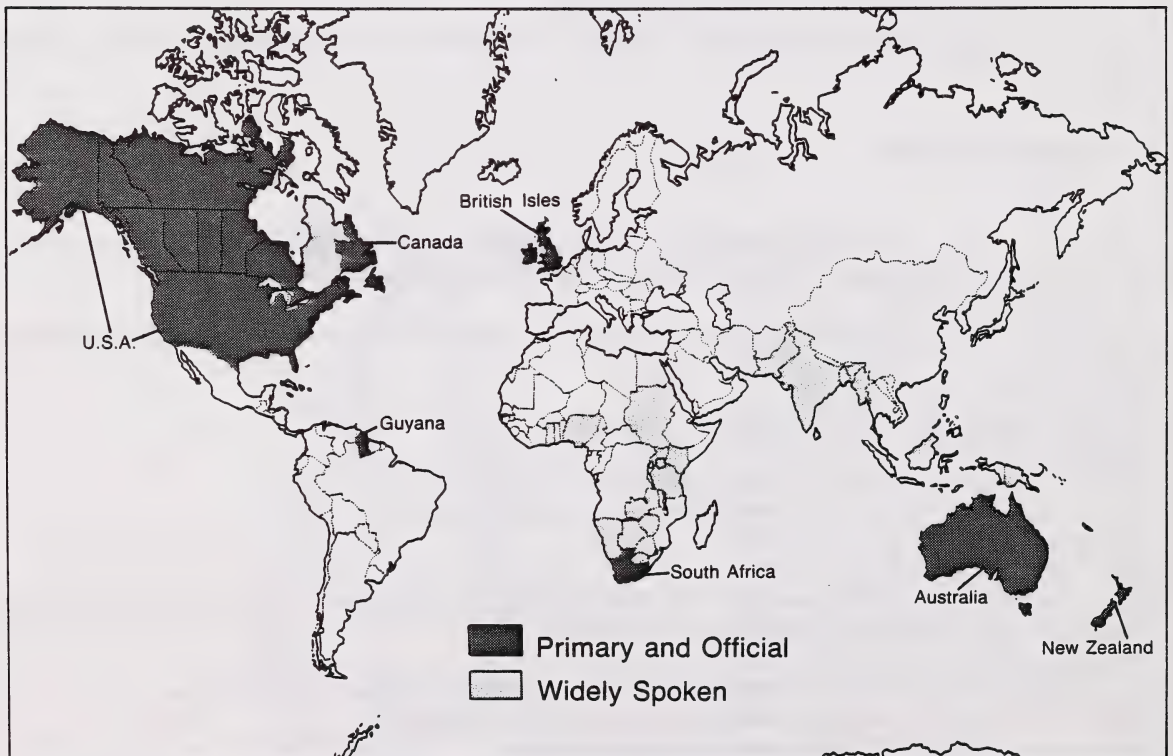 British Isles
Canada
U.S.A.
Guyana
South Africa
Australia
New Zealand
Primary and Official
Widely Spoken